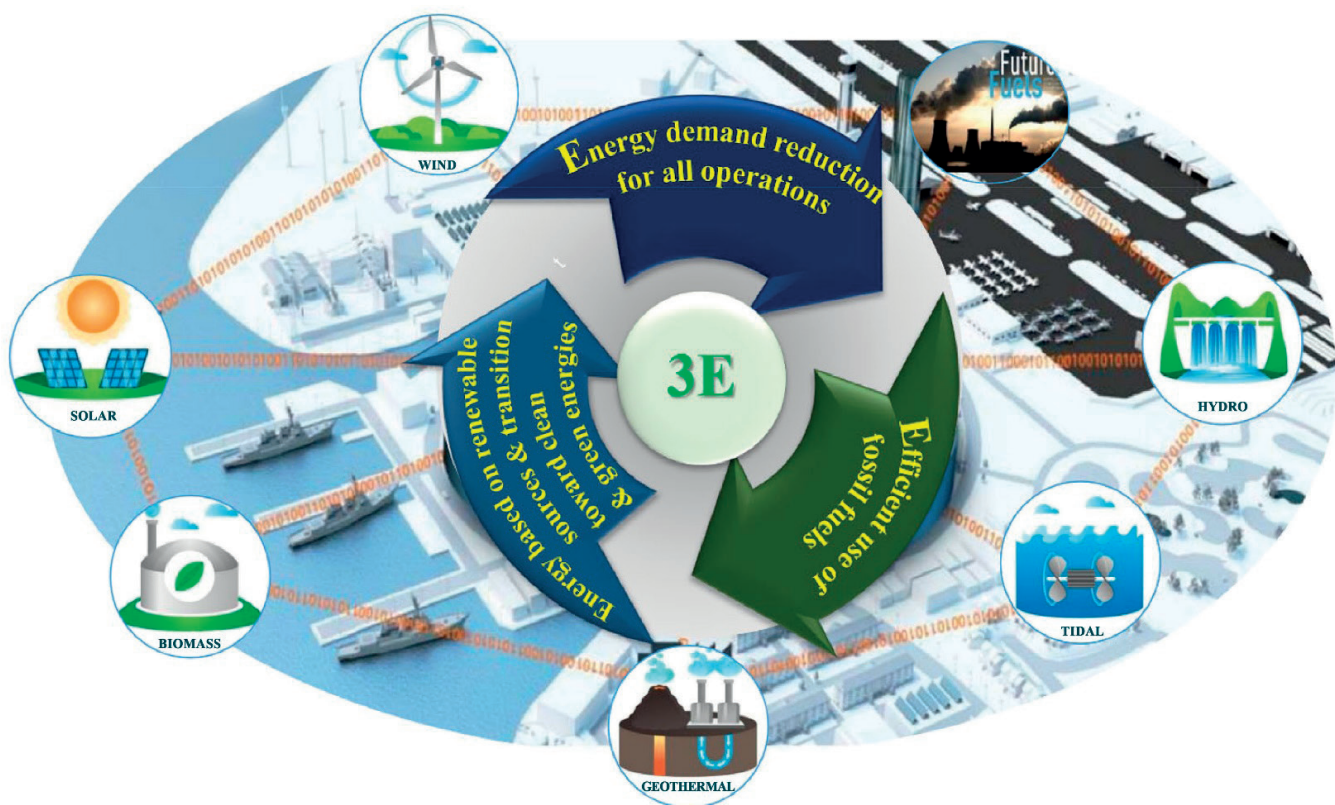 WIND
Future
Fuels
Energy demand reduction
for all operations
SOLAR
3E
HYDRO
Energy based on renewable
sources & transition
toward clean
& green energies
Efficient use of
fossil fuels
BIOMASS
TIDAL
GEOTHERMAL